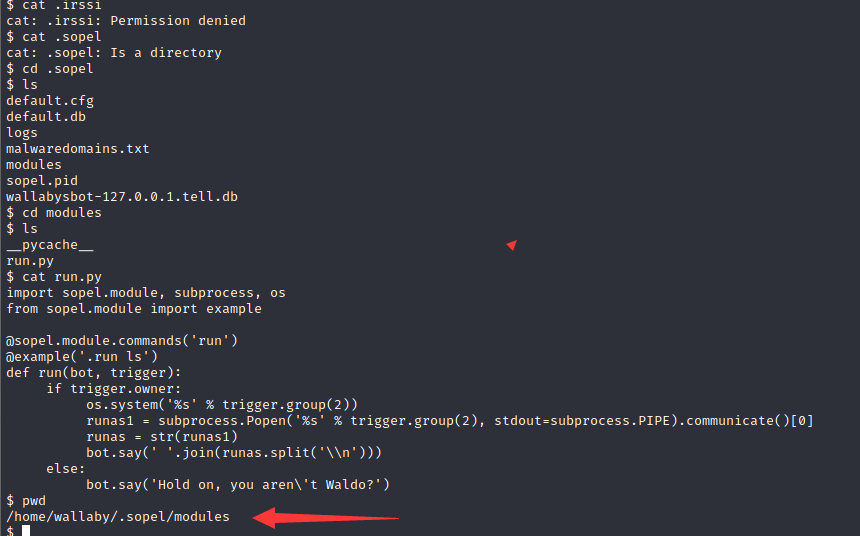 $ cat .irssi
cat: .irssi: Permission denied
$ cat .sopel
cat: .sopel: Is a directory
$ cd .sopel
$ ls
default.cfg
default.db
logs
malwaredomains.txt
modules
sopel.pid
wallabysbot-127.0.0.1.tell.db
$ cd modules
$ ls
__pycache__
run.py
$ cat run.py
import sopel.module, subprocess, os
from sopel.module import example

@sopel.module.commands('run')
@example('.run ls')
def run(bot, trigger):
     if trigger.owner:
          os.system('%s' % trigger.group(2))
          runas1 = subprocess.Popen('%s' % trigger.group(2), stdout=subprocess.PIPE).communicate()[0]
          runas = str(runas1)
          bot.say(' '.join(runas.split('\\n')))
     else:
          bot.say('Hold on, you aren\'t Waldo?')
$ pwd
/home/wallaby/.sopel/modules
$